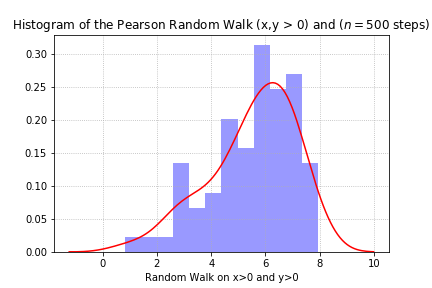 Histogram of the Pearson Random Walk (x,y > 0) and (n = 500 steps)
0.30
0.25
0.20
0.15
0.10
0.05
0.00
0 2 4 6 8 10
Random Walk on x>0 and y>0